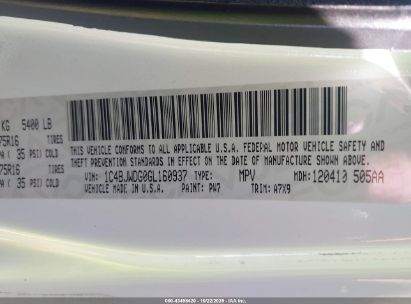 KG 5400 LB
75R16 TIRES
PA ( 35 PSI) COLD
75R16 TIRES
PA ( 35 PSI) COLD
THIS VEHICLE CONFORMS TO ALL APPLICABLE U.S.A. FEDERAL MOTOR VEHICLE SAFETY AND
THEFT PREVENTION STANDARDS IN EFFECT ON THE DATE OF MANUFACTURE SHOWN ABOVE.
VIN: 1C4BJWDG0GL160937 TYPE: MPV MDH: 120410 505AA
VEHICLE MADE IN U.S.A. PAINT: PW7 TRIM: A7X9